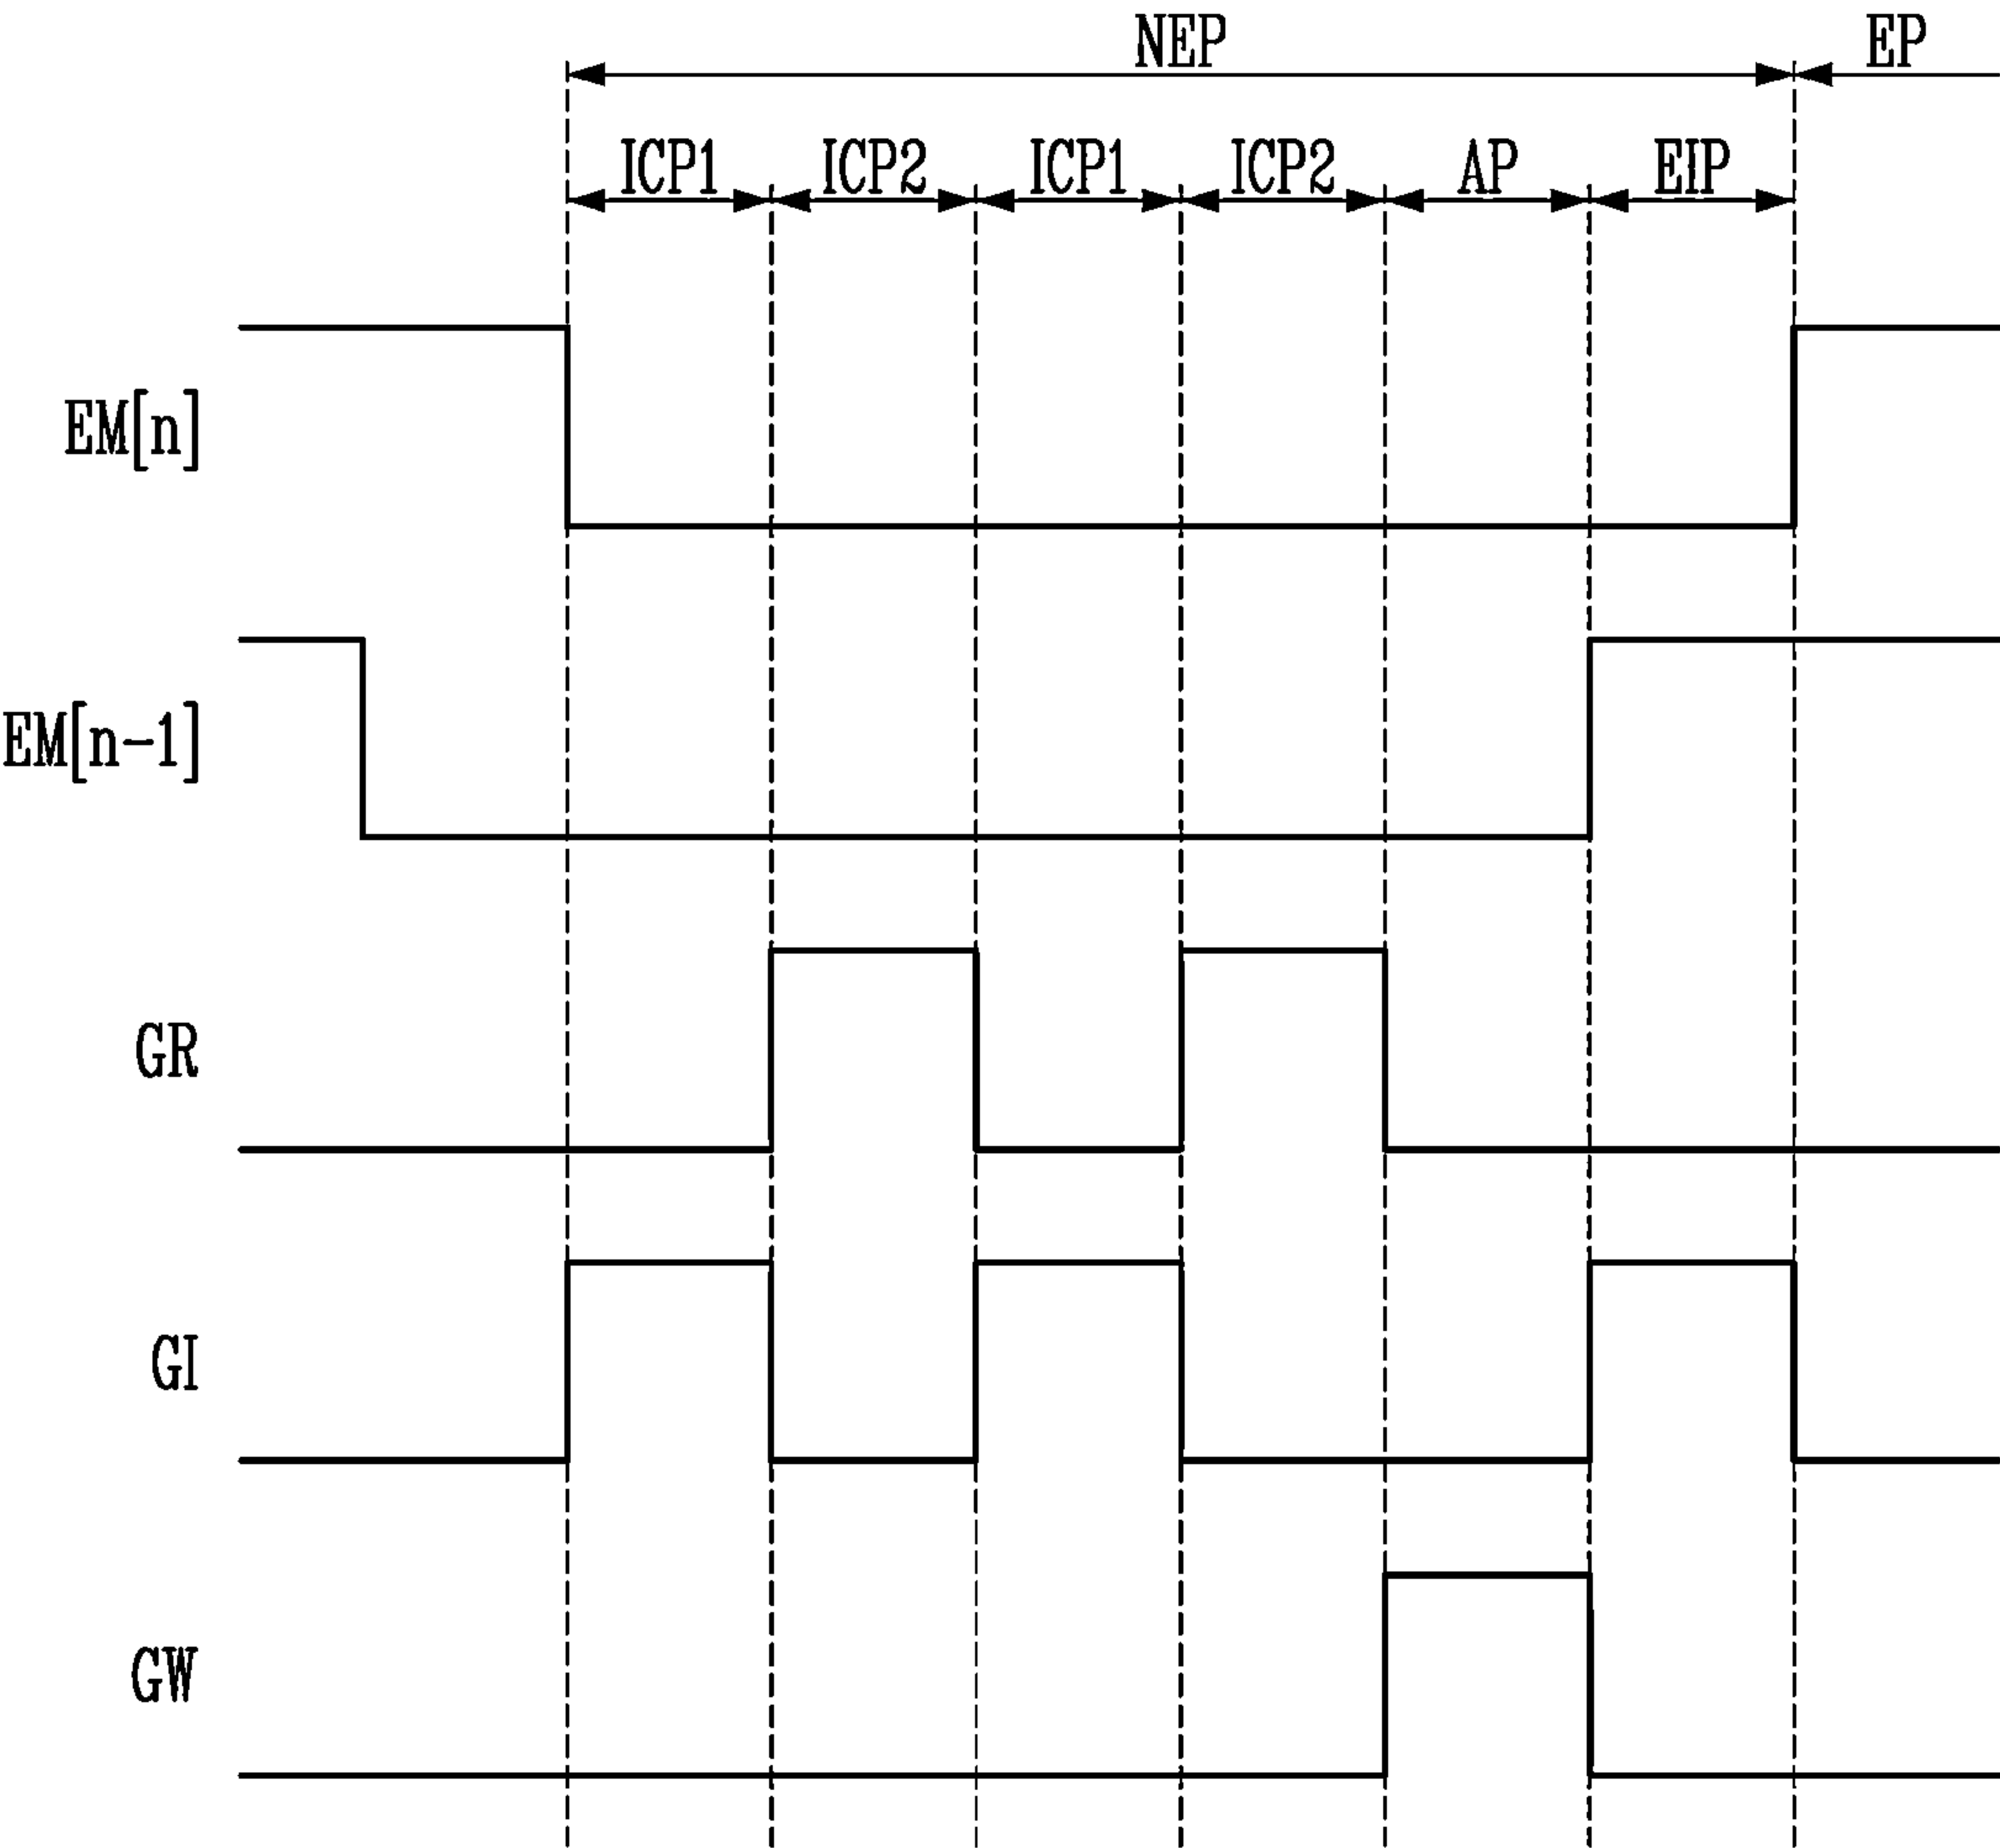 NEP EP
ICP1 ICP2 ICP1 ICP2 AP EIP
EM[n]
EM[n-1]
GR
GI
GW